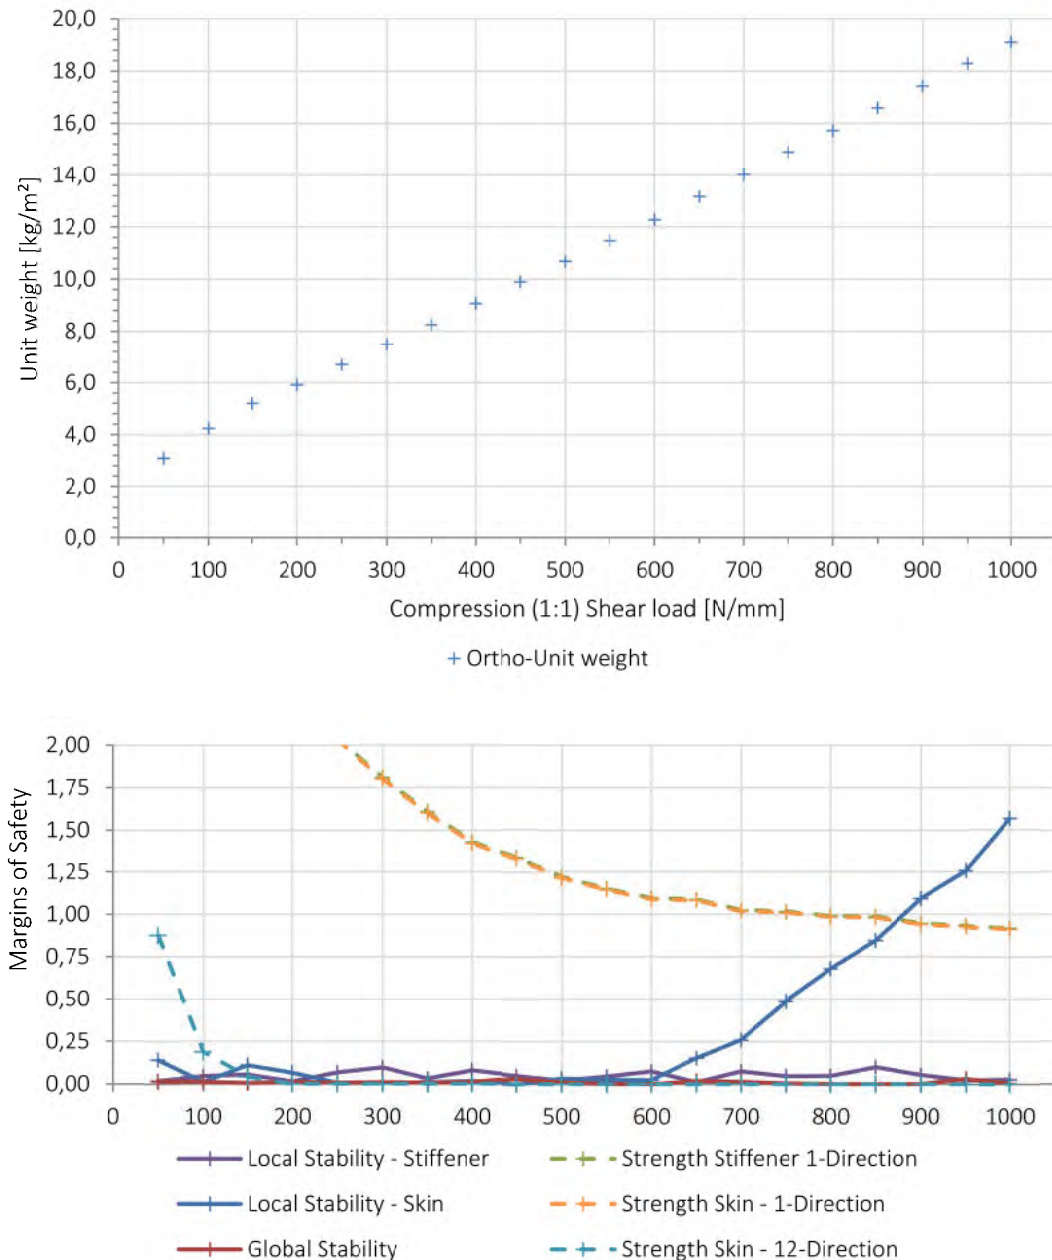 20,0
18,0
16,0
14,0
12,0
10,0
8,0
6,0
4,0
2,0
0,0
Unit weight [kg/m²]
0 100 200 300 400 500 600 700 800 900 1000
Compression (1:1) Shear load [N/mm]
Ortho-Unit weight
2,00
1,75
1,50
1,25
1,00
0,75
0,50
0,25
0,00
Margins of Safety
0 100 200 300 400 500 600 700 800 900 1000
Local Stability - Stiffener Strength Stiffener 1-Direction
Local Stability - Skin Strength Skin - 1-Direction
Global Stability Strength Skin - 12-Direction